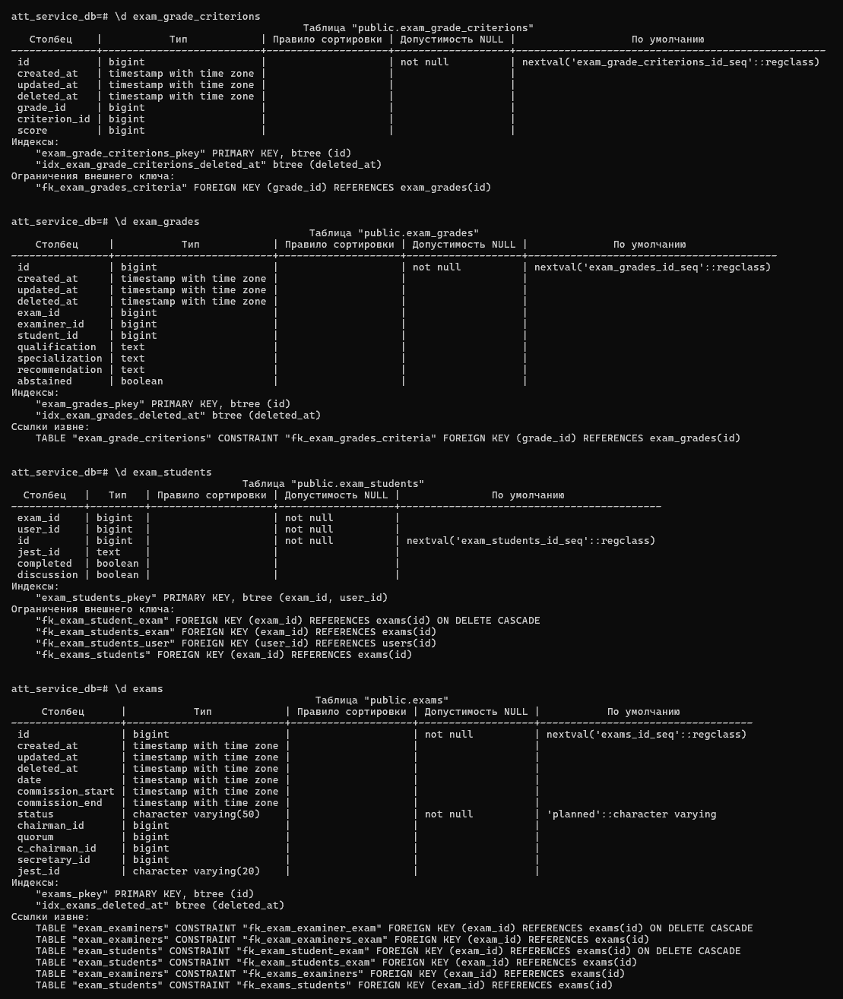 att_service_db=# \d exam_grade_criterions
                                                Таблица "public.exam_grade_criterions"
   Столбец    |           Тип            | Правило сортировки | Допустимость NULL |                   По умолчанию
--------------+--------------------------+--------------------+-------------------+---------------------------------------------------
 id           | bigint                   |                    | not null          | nextval('exam_grade_criterions_id_seq'::regclass)
 created_at   | timestamp with time zone |                    |                   |
 updated_at   | timestamp with time zone |                    |                   |
 deleted_at   | timestamp with time zone |                    |                   |
 grade_id     | bigint                   |                    |                   |
 criterion_id | bigint                   |                    |                   |
 score        | bigint                   |                    |                   |
Индексы:
    "exam_grade_criterions_pkey" PRIMARY KEY, btree (id)
    "idx_exam_grade_criterions_deleted_at" btree (deleted_at)
Ограничения внешнего ключа:
    "fk_exam_grades_criteria" FOREIGN KEY (grade_id) REFERENCES exam_grades(id)

att_service_db=# \d exam_grades
                                                 Таблица "public.exam_grades"
    Столбец     |           Тип            | Правило сортировки | Допустимость NULL |              По умолчанию
----------------+--------------------------+--------------------+-------------------+-----------------------------------------
 id             | bigint                   |                    | not null          | nextval('exam_grades_id_seq'::regclass)
 created_at     | timestamp with time zone |                    |                   |
 updated_at     | timestamp with time zone |                    |                   |
 deleted_at     | timestamp with time zone |                    |                   |
 exam_id        | bigint                   |                    |                   |
 examiner_id    | bigint                   |                    |                   |
 student_id     | bigint                   |                    |                   |
 qualification  | text                     |                    |                   |
 specialization | text                     |                    |                   |
 recommendation | text                     |                    |                   |
 abstained      | boolean                  |                    |                   |
Индексы:
    "exam_grades_pkey" PRIMARY KEY, btree (id)
    "idx_exam_grades_deleted_at" btree (deleted_at)
Ссылки извне:
    TABLE "exam_grade_criterions" CONSTRAINT "fk_exam_grades_criteria" FOREIGN KEY (grade_id) REFERENCES exam_grades(id)

att_service_db=# \d exam_students
                                      Таблица "public.exam_students"
  Столбец   |   Тип   | Правило сортировки | Допустимость NULL |               По умолчанию
------------+---------+--------------------+-------------------+-------------------------------------------
 exam_id    | bigint  |                    | not null          |
 user_id    | bigint  |                    | not null          |
 id         | bigint  |                    | not null          | nextval('exam_students_id_seq'::regclass)
 jest_id    | text    |                    |                   |
 completed  | boolean |                    |                   |
 discussion | boolean |                    |                   |
Индексы:
    "exam_students_pkey" PRIMARY KEY, btree (exam_id, user_id)
Ограничения внешнего ключа:
    "fk_exam_student_exam" FOREIGN KEY (exam_id) REFERENCES exams(id) ON DELETE CASCADE
    "fk_exam_students_exam" FOREIGN KEY (exam_id) REFERENCES exams(id)
    "fk_exam_students_user" FOREIGN KEY (user_id) REFERENCES users(id)
    "fk_exams_students" FOREIGN KEY (exam_id) REFERENCES exams(id)

att_service_db=# \d exams
                                                  Таблица "public.exams"
     Столбец      |           Тип            | Правило сортировки | Допустимость NULL |           По умолчанию
------------------+--------------------------+--------------------+-------------------+-----------------------------------
 id               | bigint                   |                    | not null          | nextval('exams_id_seq'::regclass)
 created_at       | timestamp with time zone |                    |                   |
 updated_at       | timestamp with time zone |                    |                   |
 deleted_at       | timestamp with time zone |                    |                   |
 date             | timestamp with time zone |                    |                   |
 commission_start | timestamp with time zone |                    |                   |
 commission_end   | timestamp with time zone |                    |                   |
 status           | character varying(50)    |                    | not null          | 'planned'::character varying
 chairman_id      | bigint                   |                    |                   |
 quorum           | bigint                   |                    |                   |
 c_chairman_id    | bigint                   |                    |                   |
 secretary_id     | bigint                   |                    |                   |
 jest_id          | character varying(20)    |                    |                   |
Индексы:
    "exams_pkey" PRIMARY KEY, btree (id)
    "idx_exams_deleted_at" btree (deleted_at)
Ссылки извне:
    TABLE "exam_examiners" CONSTRAINT "fk_exam_examiner_exam" FOREIGN KEY (exam_id) REFERENCES exams(id) ON DELETE CASCADE
    TABLE "exam_examiners" CONSTRAINT "fk_exam_examiners_exam" FOREIGN KEY (exam_id) REFERENCES exams(id)
    TABLE "exam_students" CONSTRAINT "fk_exam_student_exam" FOREIGN KEY (exam_id) REFERENCES exams(id) ON DELETE CASCADE
    TABLE "exam_students" CONSTRAINT "fk_exam_students_exam" FOREIGN KEY (exam_id) REFERENCES exams(id)
    TABLE "exam_examiners" CONSTRAINT "fk_exams_examiners" FOREIGN KEY (exam_id) REFERENCES exams(id)
    TABLE "exam_students" CONSTRAINT "fk_exams_students" FOREIGN KEY (exam_id) REFERENCES exams(id)